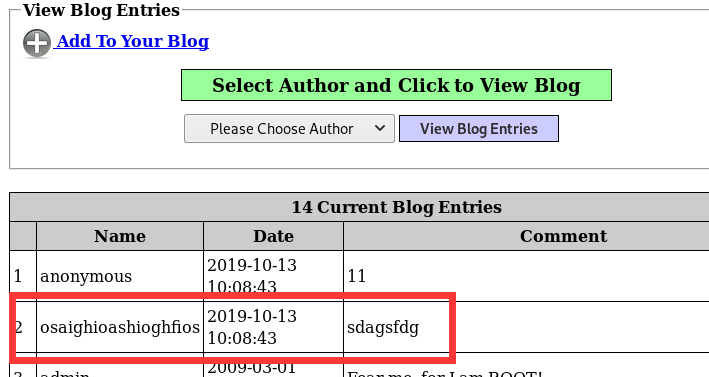 View Blog Entries
Add To Your Blog
Select Author and Click to View Blog
Please Choose Author View Blog Entries
14 Current Blog Entries
Name Date Comment
1 anonymous 2019-10-13 10:08:43 11
2 osaighioashioghfios 2019-10-13 10:08:43 sdagsfdg
3 admin 2009-03-01 Fear me, for I am ROOT!